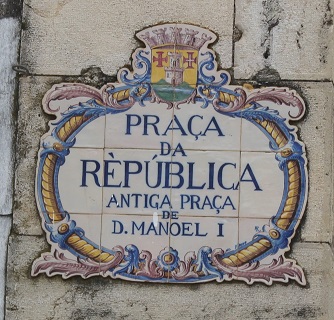 PRAÇA
DA
RÈPÚBLICA
ANTIGA PRAÇA
DE
D. MANOEL I